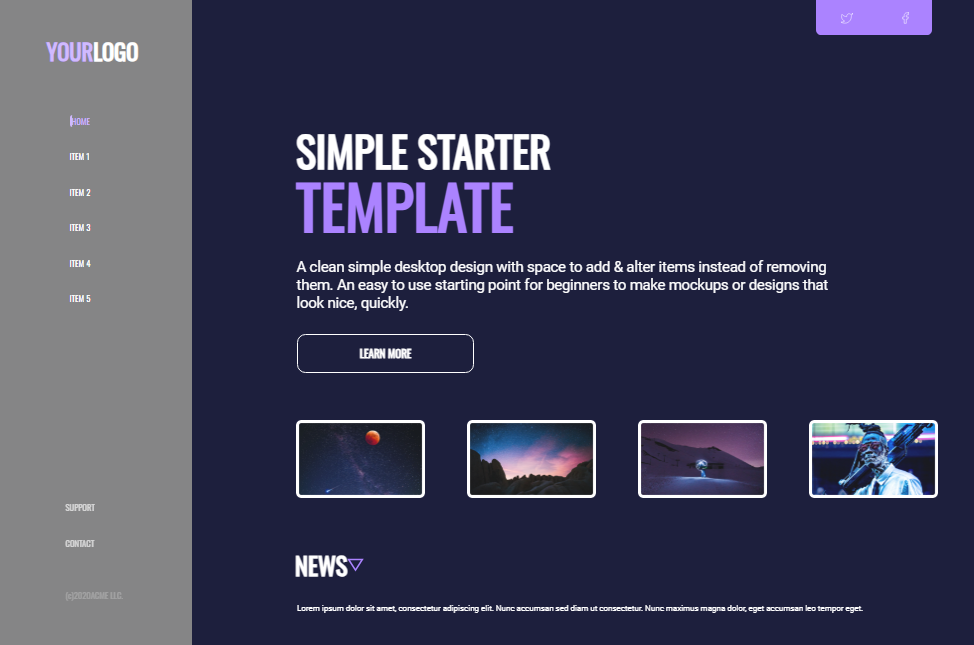 YOURLOGO
HOME
ITEM 1
ITEM 2
ITEM 3
ITEM 4
ITEM 5
SUPPORT
CONTACT
(c)2020ACME LLC.
SIMPLE STARTER
TEMPLATE
A clean simple desktop design with space to add & alter items instead of removing
them. An easy to use starting point for beginners to make mockups or designs that
look nice, quickly.
LEARN MORE
NEWS
Lorem ipsum dolor sit amet, consectetur adipiscing elit. Nunc accumsan sed diam ut consectetur. Nunc maximus magna dolor, eget accumsan leo tempor eget.